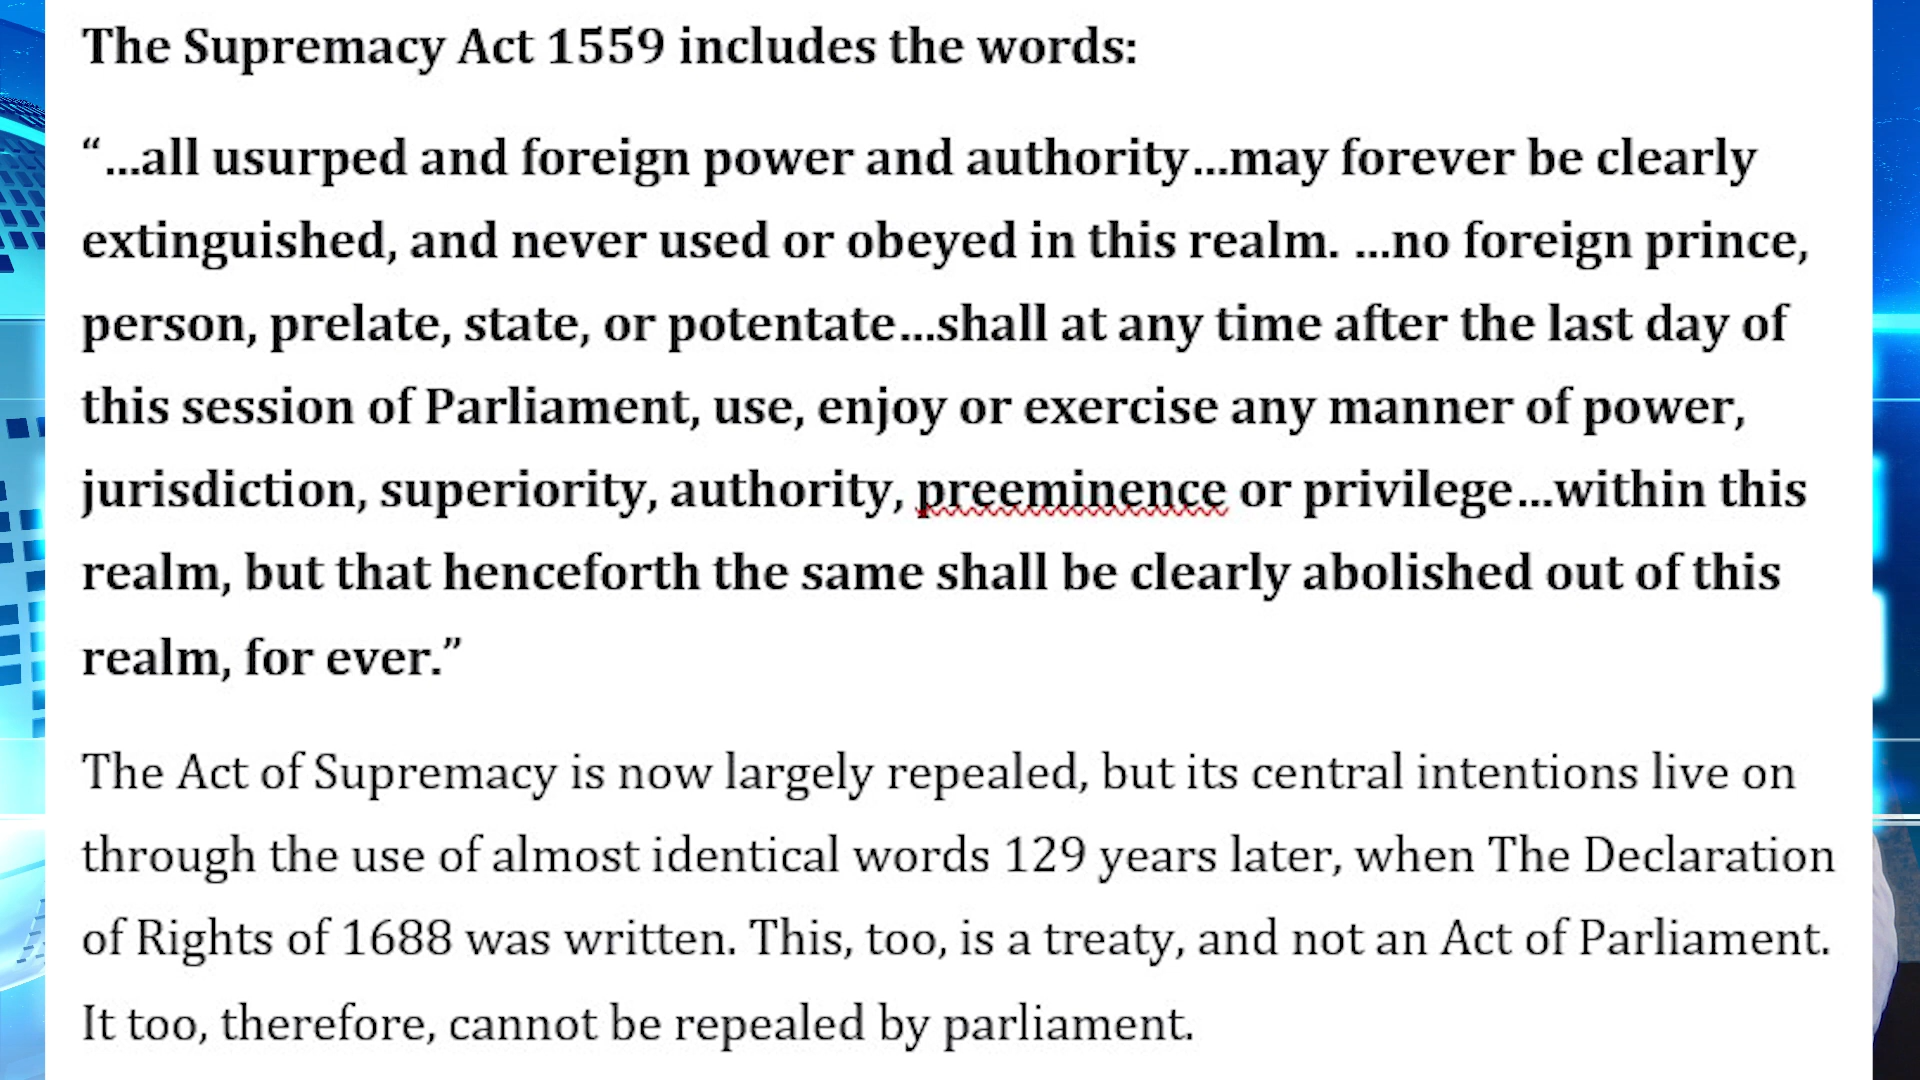 The Supremacy Act 1559 includes the words:
“...all usurped and foreign power and authority...may forever be clearly
extinguished, and never used or obeyed in this realm. ...no foreign prince,
person, prelate, state, or potentate...shall at any time after the last day of
this session of Parliament, use, enjoy or exercise any manner of power,
jurisdiction, superiority, authority, preeminence or privilege...within this
realm, but that henceforth the same shall be clearly abolished out of this
realm, for ever.”
The Act of Supremacy is now largely repealed, but its central intentions live on
through the use of almost identical words 129 years later, when The Declaration
of Rights of 1688 was written. This, too, is a treaty, and not an Act of Parliament.
It too, therefore, cannot be repealed by parliament.